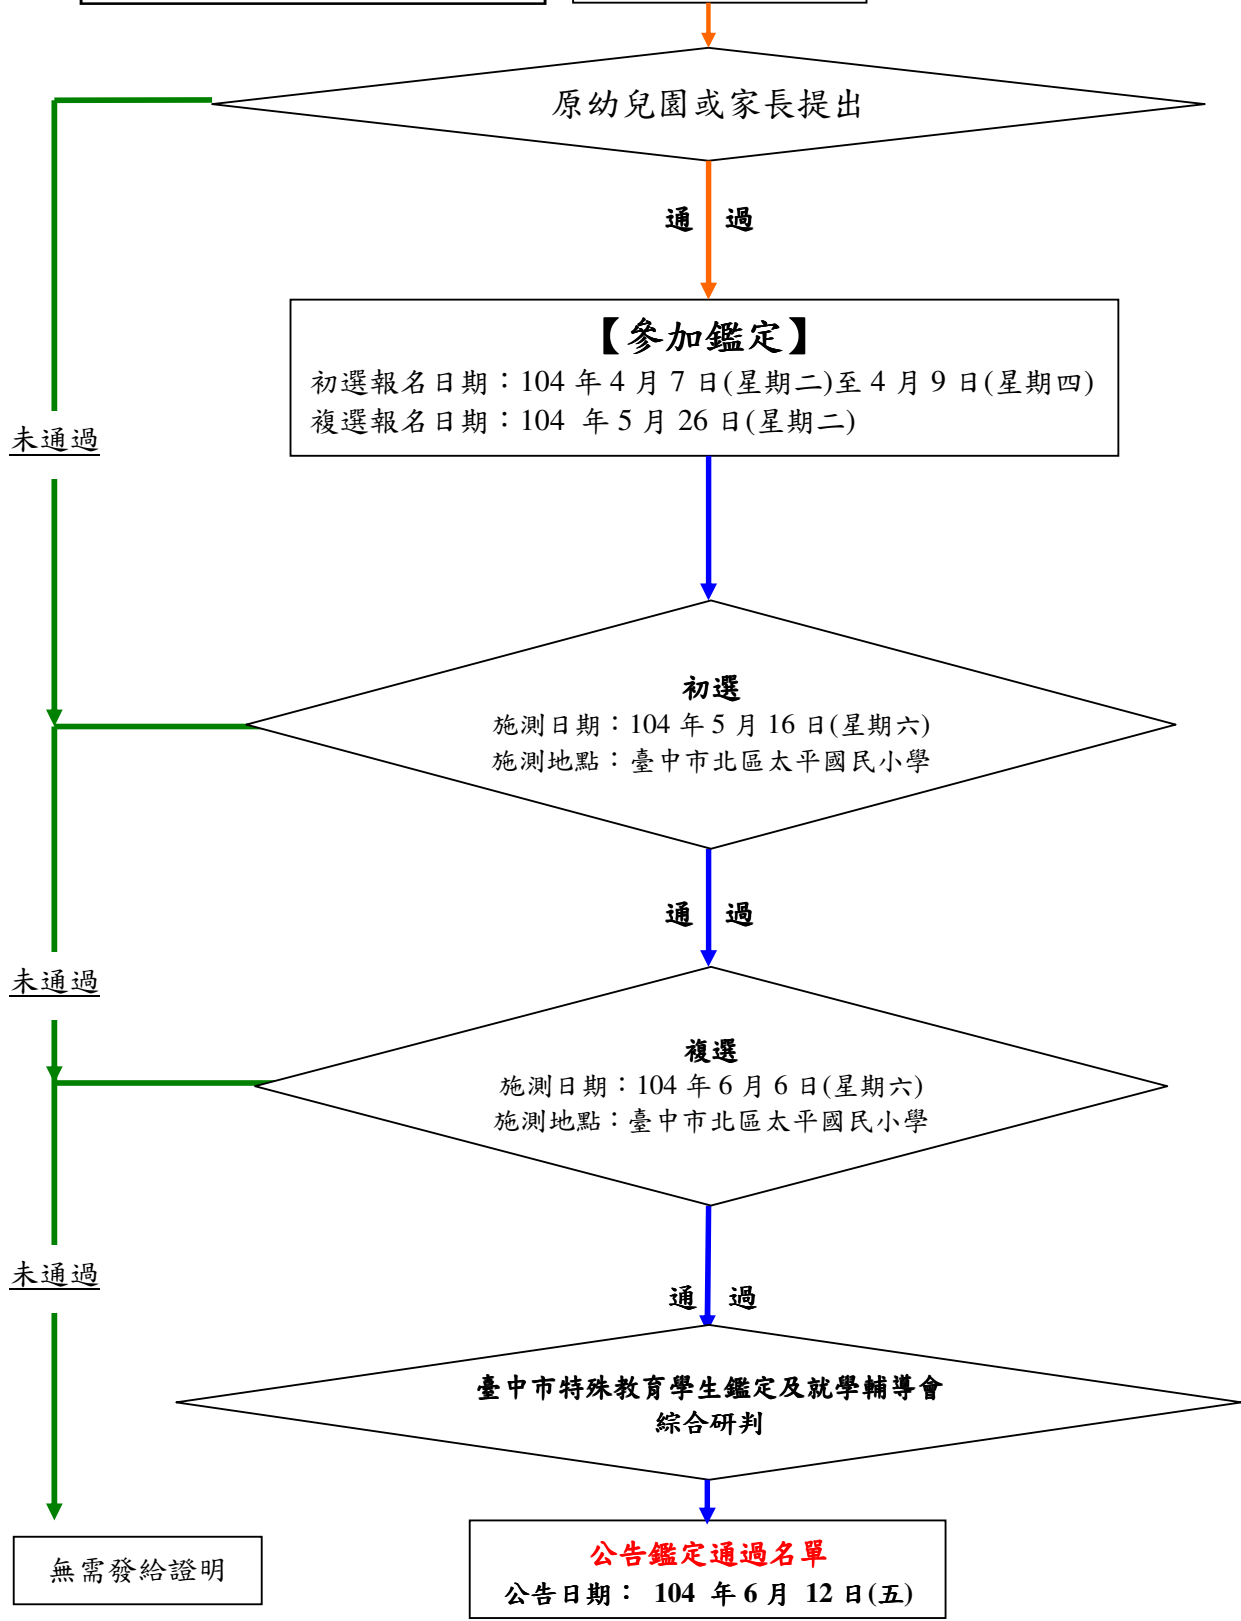 原幼兒園或家長提出
通 過
【參加鑑定】
初選報名日期：104 年 4 月 7 日(星期二)至 4 月 9 日(星期四)
複選報名日期：104 年 5 月 26 日(星期二)
未通過
初選
施測日期：104 年 5 月 16 日(星期六)
施測地點：臺中市北區太平國民小學
通 過
未通過
複選
施測日期：104 年 6 月 6 日(星期六)
施測地點：臺中市北區太平國民小學
未通過
通 過
臺中市特殊教育學生鑑定及就學輔導會
綜合研判
無需發給證明
公告鑑定通過名單
公告日期： 104 年 6 月 12 日(五)